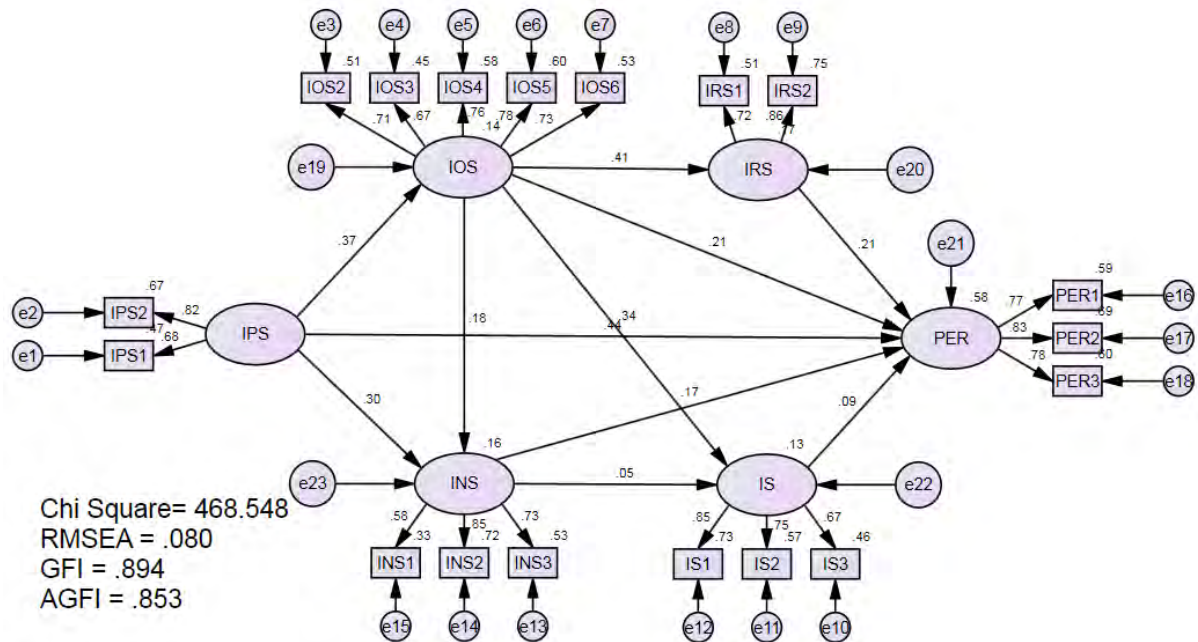 e3 e4 e5 e6 e7 e8 e9
.51 .45 .58 .60 .53 .51 .75
IOS2 IOS3 IOS4 IOS5 IOS6 IRS1 IRS2
.71 .67 .76 .78 .73 .72 .86
.14 .17
e19 IOS .41 IRS e20
e21
.37 .21 .21
.67 .58 .59
e2 IPS2 .82 .77 PER1 e16
.47 .69
IPS .18 .44 .34 PER .83 PER2 e17
e1 IPS1 .68 .78 .60
PER3 e18
.30 .17 .09
.16 .13
e23 INS .05 IS e22
Chi Square= 468.548
RMSEA = .080
GFI = .894
AGFI = .853
.58 .85 .73 .85 .75 .67
.33 .72 .53 .73 .57 .46
INS1 INS2 INS3 IS1 IS2 IS3
e15 e14 e13 e12 e11 e10